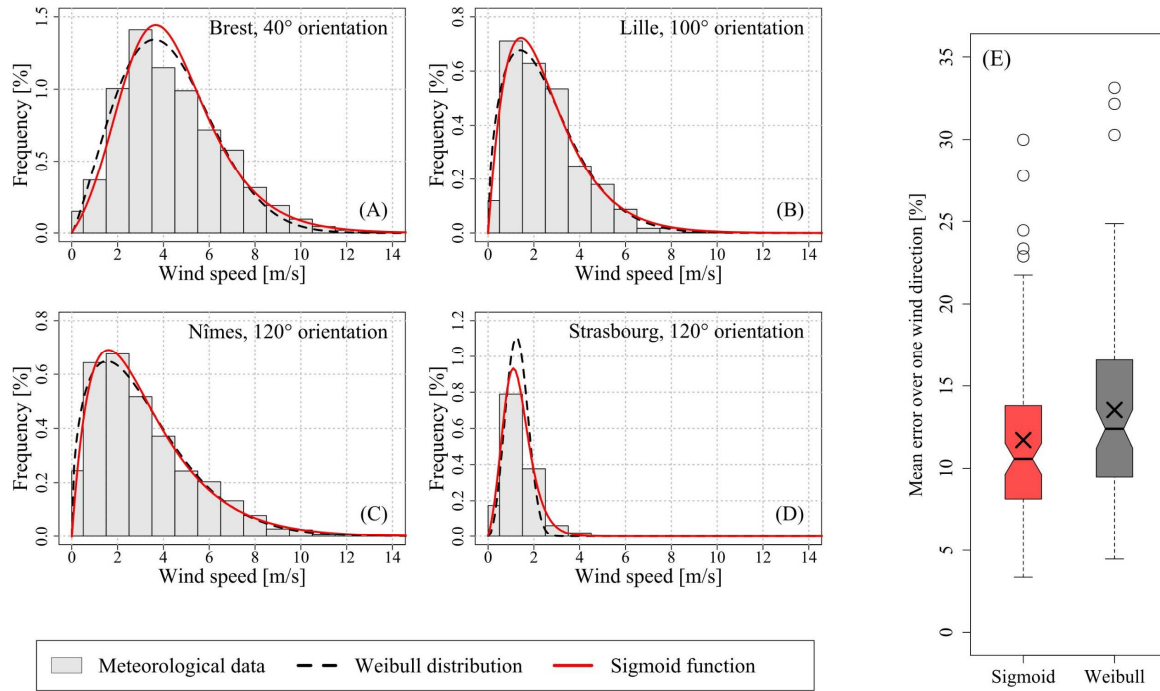 Brest, 40° orientation
(A)
Frequency [%]
0.0 0.5 1.0 1.5
0 2 4 6 8 10 12 14
Wind speed [m/s]
Lille, 100° orientation
(B)
Frequency [%]
0.0 0.2 0.4 0.6 0.8
0 2 4 6 8 10 12 14
Wind speed [m/s]
Nîmes, 120° orientation
(C)
Frequency [%]
0.0 0.2 0.4 0.6 0.8
0 2 4 6 8 10 12 14
Wind speed [m/s]
Strasbourg, 120° orientation
(D)
Frequency [%]
0.0 0.2 0.4 0.6 0.8 1.0 1.2
0 2 4 6 8 10 12 14
Wind speed [m/s]
Meteorological data Weibull distribution Sigmoid function
(E)
Mean error over one wind direction [%]
0 5 10 15 20 25 30 35
Sigmoid Weibull